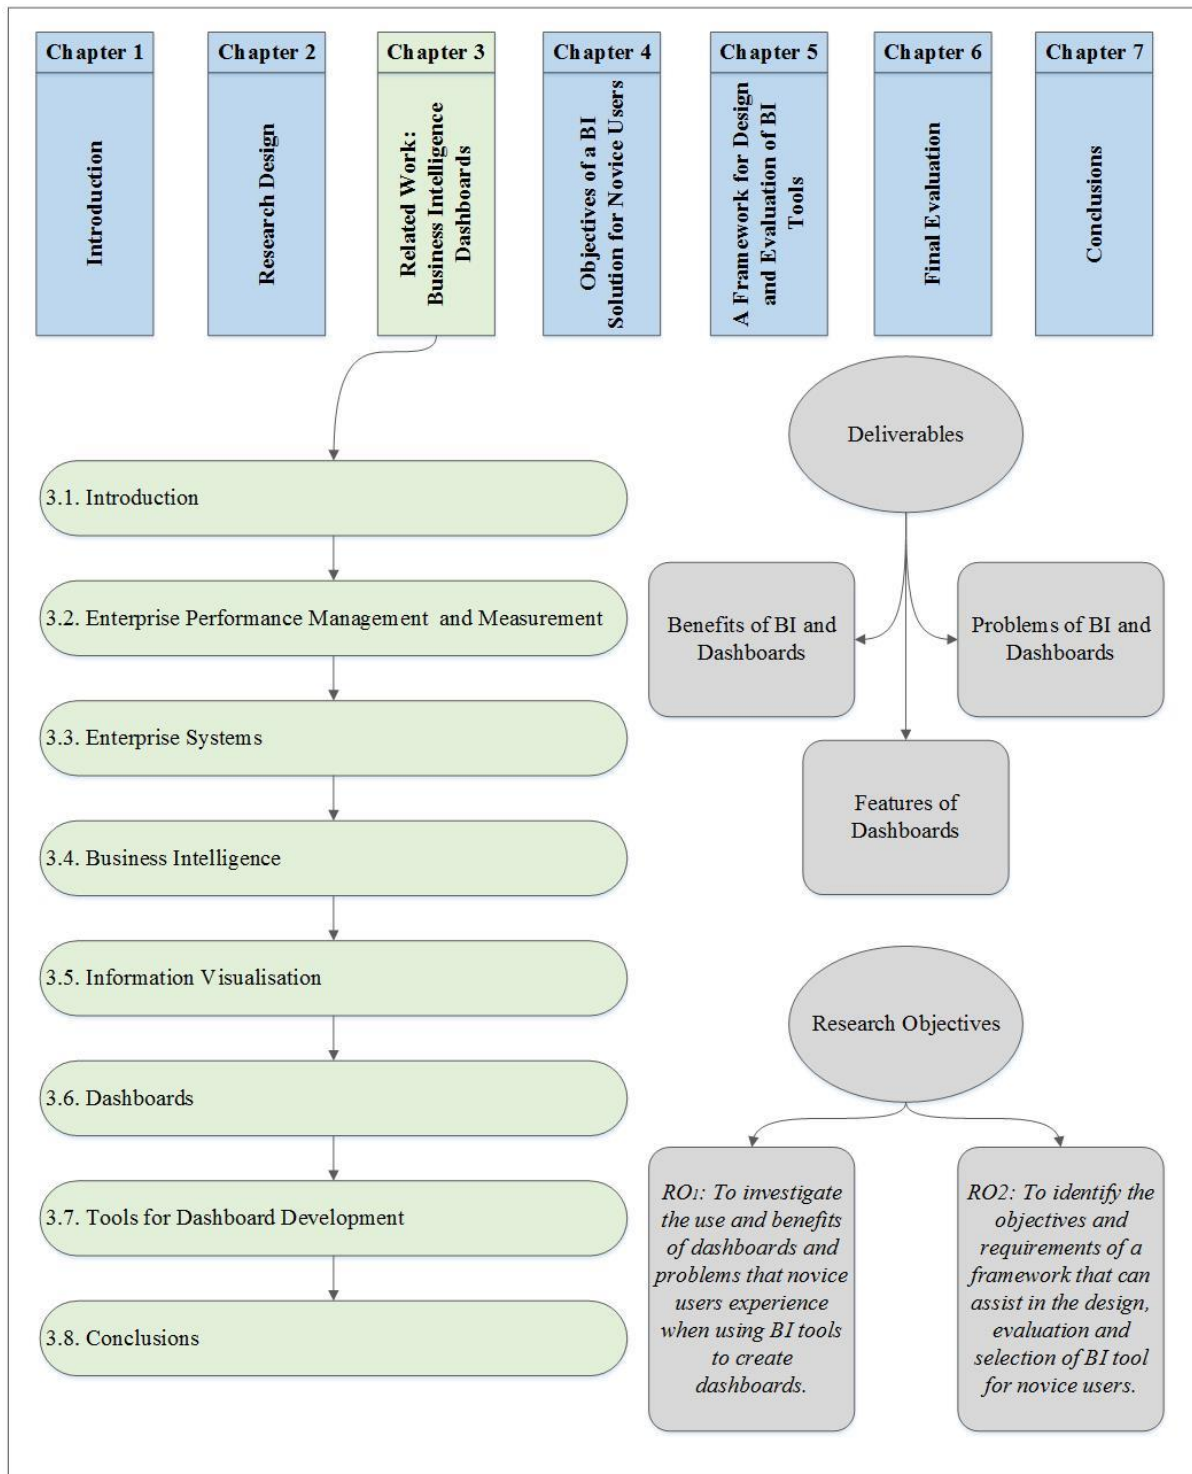 Chapter 1
Chapter 2
Chapter 3
Chapter 4
Chapter 5
Chapter 6
Chapter 7
Introduction
Research Design
Related Work:
Business Intelligence
Dashboards
Objectives of a BI
Solution for Novice Users
A Framework for Design
and Evaluation of BI
Tools
Final Evaluation
Conclusions
3.1. Introduction
3.2. Enterprise Performance Management and Measurement
3.3. Enterprise Systems
3.4. Business Intelligence
3.5. Information Visualisation
3.6. Dashboards
3.7. Tools for Dashboard Development
3.8. Conclusions
Deliverables
Benefits of BI and
Dashboards
Problems of BI and
Dashboards
Features of
Dashboards
Research Objectives
RO1: To investigate
the use and benefits
of dashboards and
problems that novice
users experience
when using BI tools
to create
dashboards.
RO2: To identify the
objectives and
requirements of a
framework that can
assist in the design,
evaluation and
selection of BI tool
for novice users.